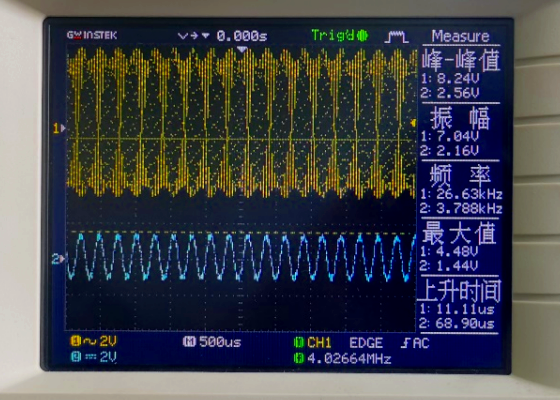 GW INSTEK 0.000s Trig'd Measure
峰-峰值
1: 8.24V
2: 2.56V
振 幅
1
1: 7.04V
2: 2.16V
频 率
1: 26.63kHz
2: 3.788kHz
最大值
2
1: 4.48V
2: 1.44V
上升时间
1: 11.11us
2: 68.90us
1 2V M 500us CH1 EDGE AC
2 2V 4.02664MHz